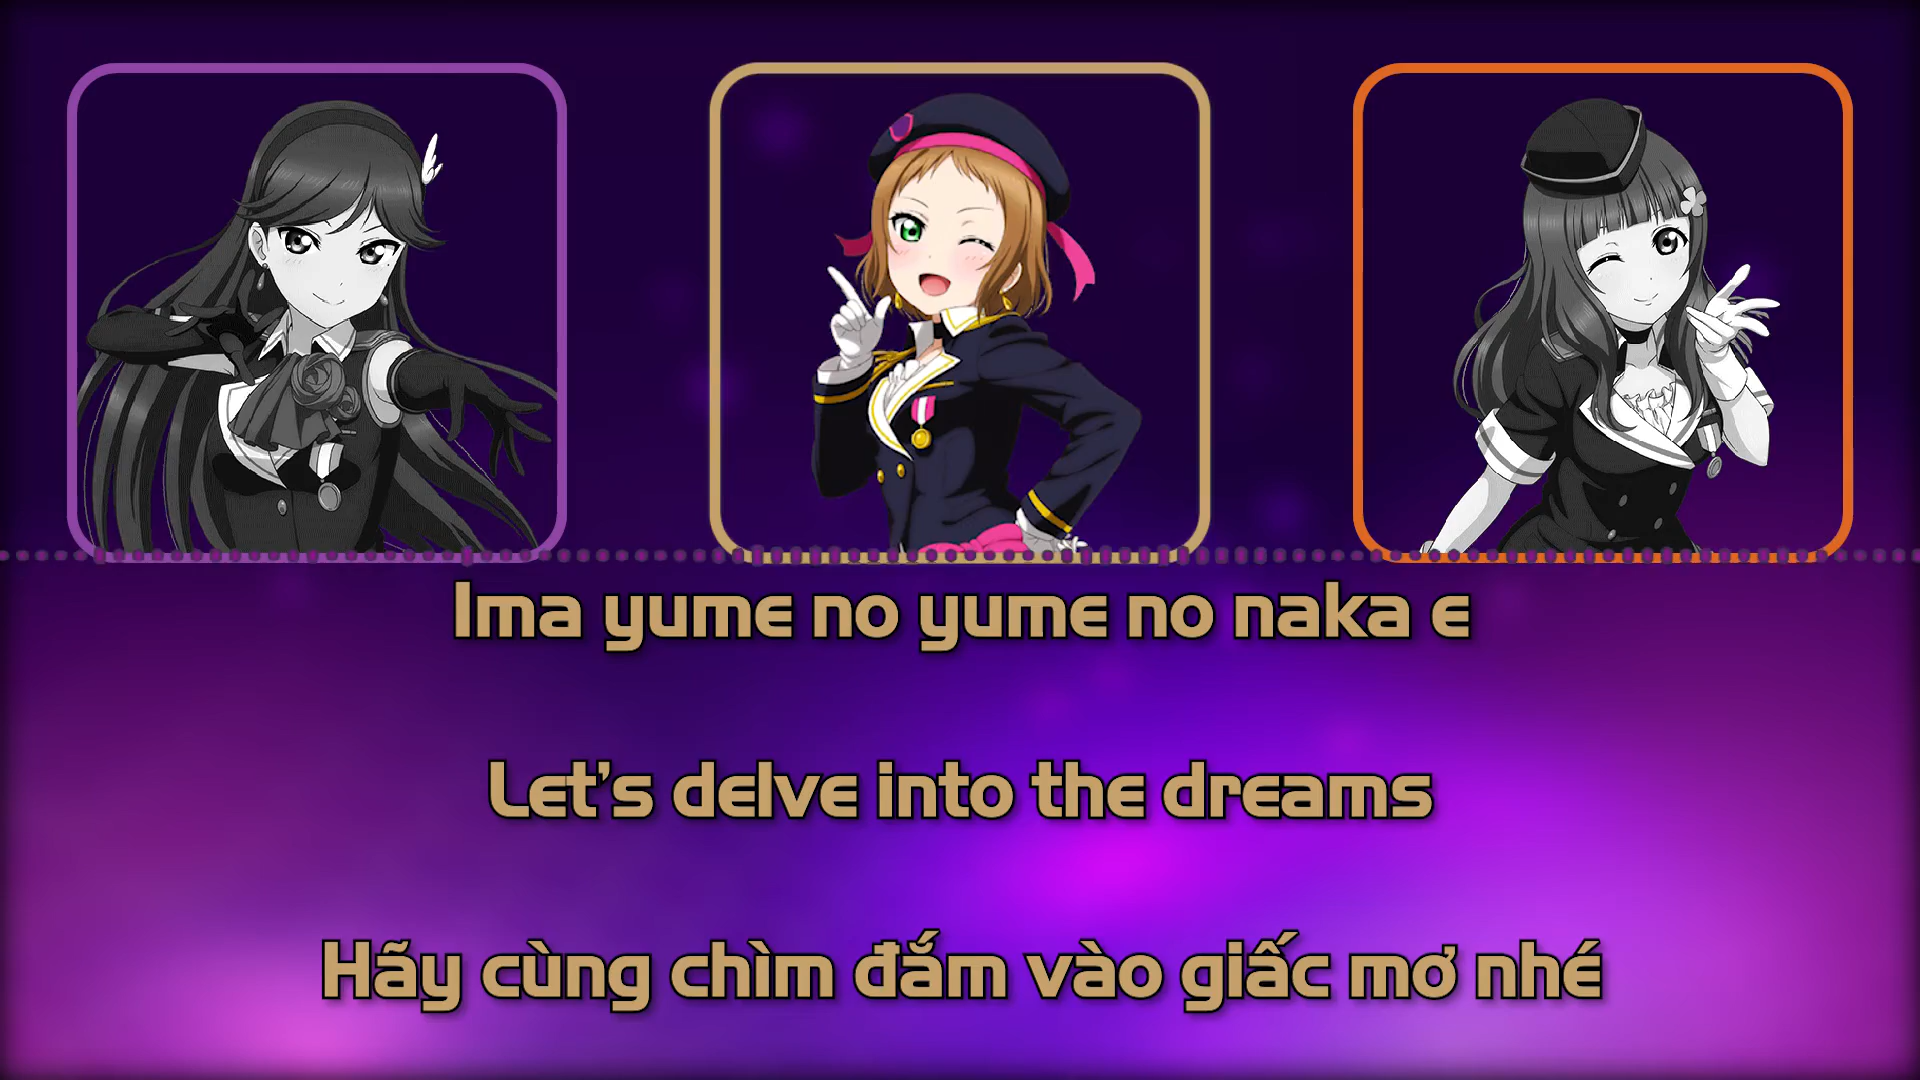 Ima yume no yume no naka e
Let's delve into the dreams
Hãy cùng chìm đắm vào giấc mơ nhé